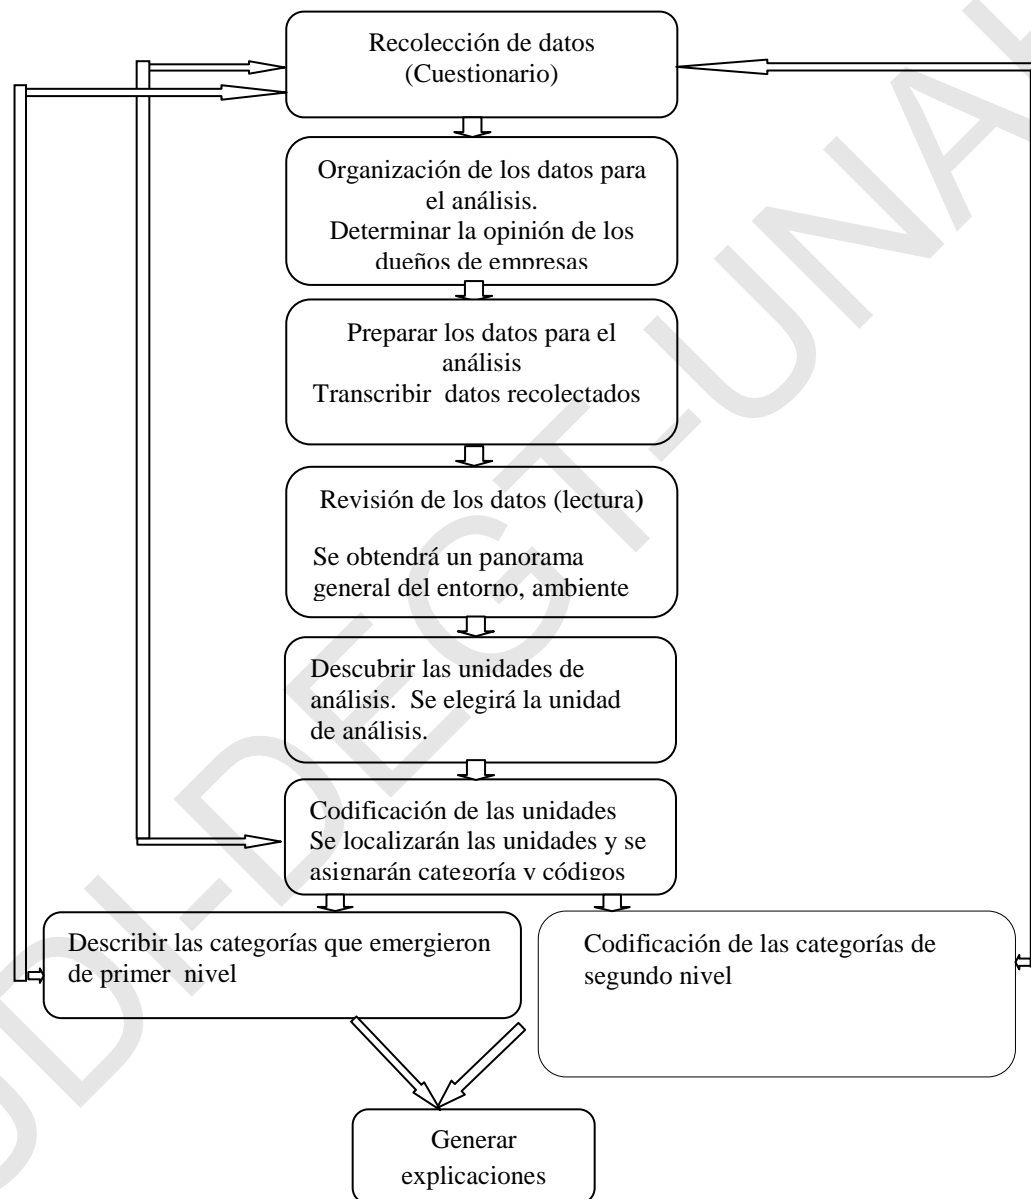 Recolección de datos
(Cuestionario)
Organización de los datos para
el análisis.
Determinar la opinión de los
dueños de empresas
Preparar los datos para el
análisis
Transcribir datos recolectados
Revisión de los datos (lectura)
Se obtendrá un panorama
general del entorno, ambiente
Descubrir las unidades de
análisis. Se elegirá la unidad
de análisis.
Codificación de las unidades
Se localizarán las unidades y se
asignarán categoría y códigos
Describir las categorías que emergieron
de primer nivel
Codificación de las categorías de
segundo nivel
Generar
explicaciones
UDI-DEGT-UNA